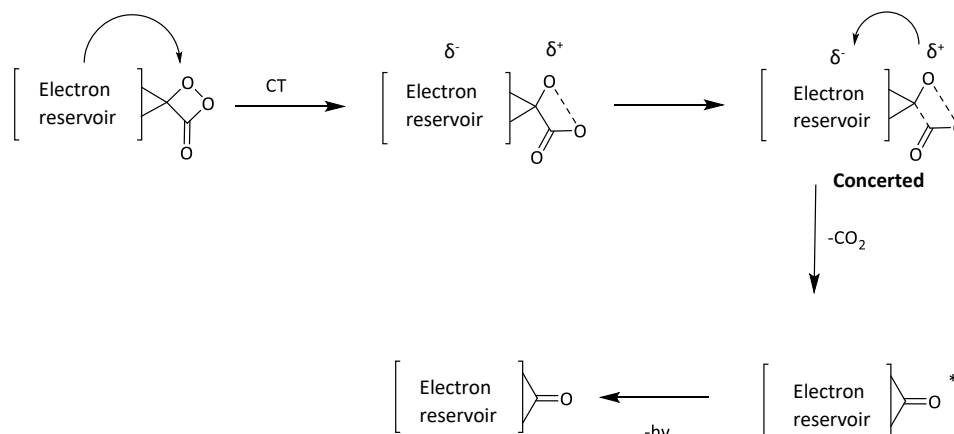 δ- δ+ δ- δ+
Electron reservoir
O
O
O
CT
Electron reservoir
O
O
O
Electron reservoir
O
O
Concerted
-CO2
Electron reservoir
O
Electron reservoir
O
*